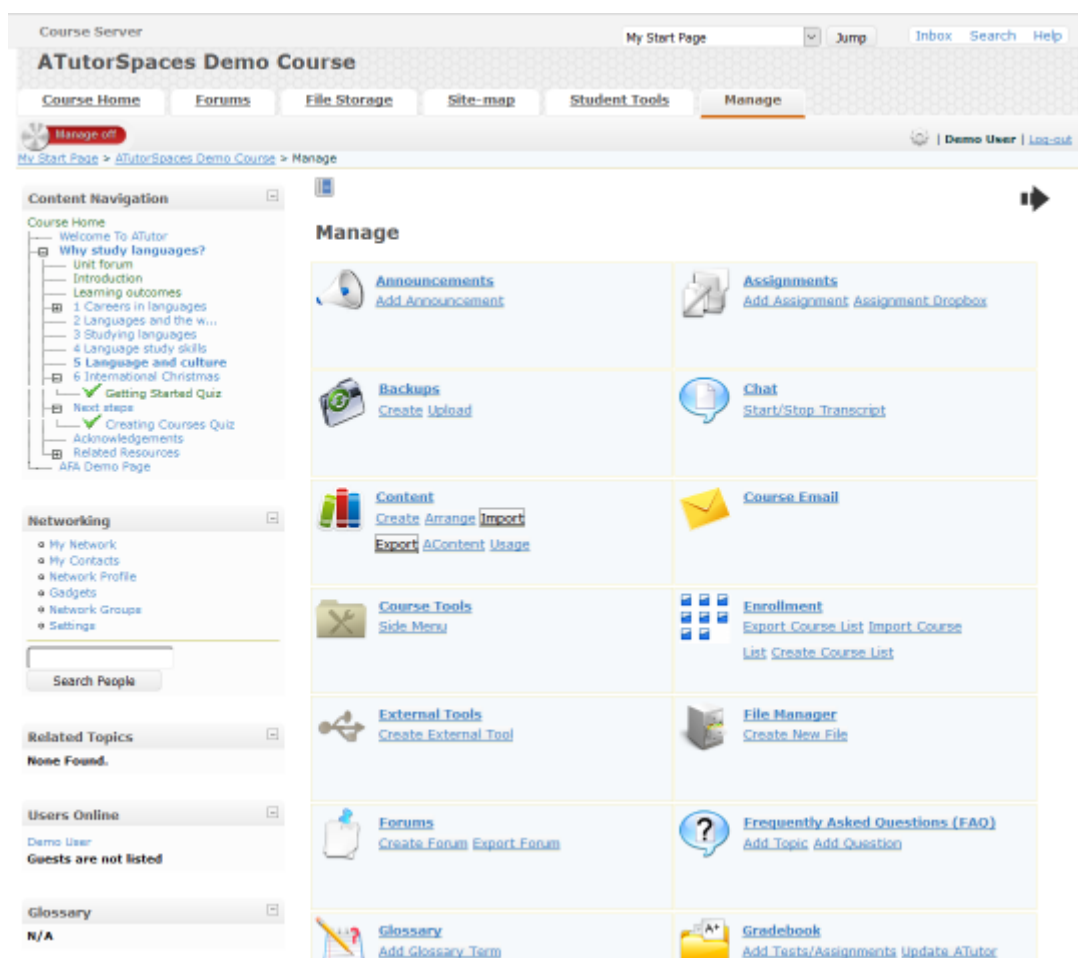 Course Server
My Start Page Jump Inbox Search Help
ATutorSpaces Demo Course
Course Home Forums File Storage Site-map Student Tools Manage
Manage off
| Demo User | Log-out
My Start Page > ATutorSpaces Demo Course > Manage
Content Navigation
Course Home
Welcome To ATutor
Why study languages?
Unit forum
Introduction
Learning outcomes
1 Careers in languages
2 Languages and the w...
3 Studying languages
4 Language study skills
5 Language and culture
6 International Christmas
Getting Started Quiz
Next steps
Creating Courses Quiz
Acknowledgements
Related Resources
AFA Demo Page
Networking
My Network
My Contacts
Network Profile
Gadgets
Network Groups
Settings
Search People
Related Topics
None Found.
Users Online
Demo User
Guests are not listed
Glossary
N/A
Manage
Announcements
Add Announcement
Assignments
Add Assignment Assignment Dropbox
Backups
Create Upload
Chat
Start/Stop Transcript
Content
Create Arrange Import
Export AContent Usage
Course Email
Course Tools
Side Menu
Enrollment
Export Course List Import Course
List Create Course List
External Tools
Create External Tool
File Manager
Create New File
Forums
Create Forum Export Forum
?
Frequently Asked Questions (FAQ)
Add Topic Add Question
?
Glossary
Add Glossary Term
A+
Gradebook
Add Tests/Assignments Update ATutor